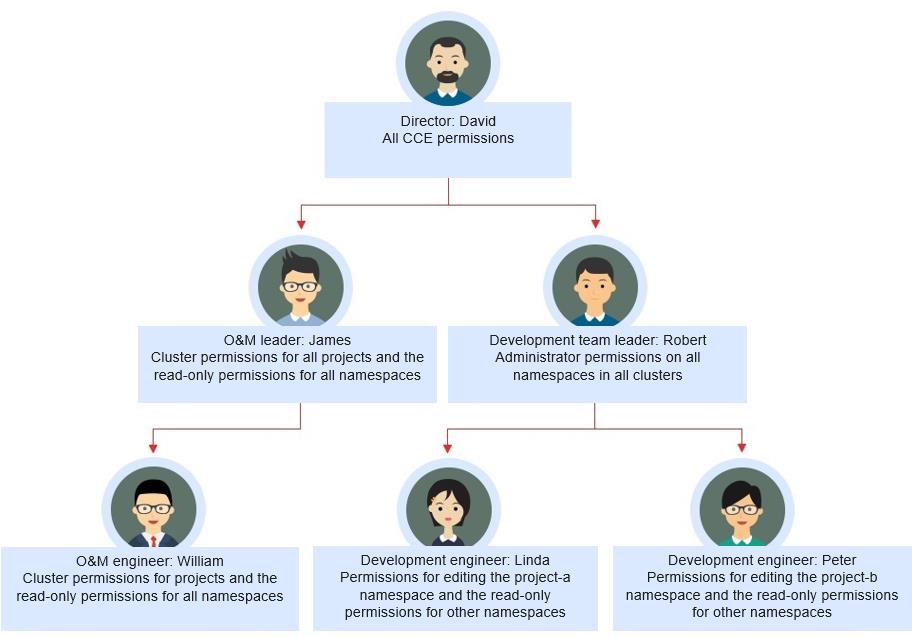 Director: David
All CCE permissions
O&M leader: James
Cluster permissions for all projects and the
read-only permissions for all namespaces
Development team leader: Robert
Administrator permissions on all
namespaces in all clusters
O&M engineer: William
Cluster permissions for projects and the
read-only permissions for all namespaces
Development engineer: Linda
Permissions for editing the project-a
namespace and the read-only
permissions for other namespaces
Development engineer: Peter
Permissions for editing the project-b
namespace and the read-only permissions
for other namespaces